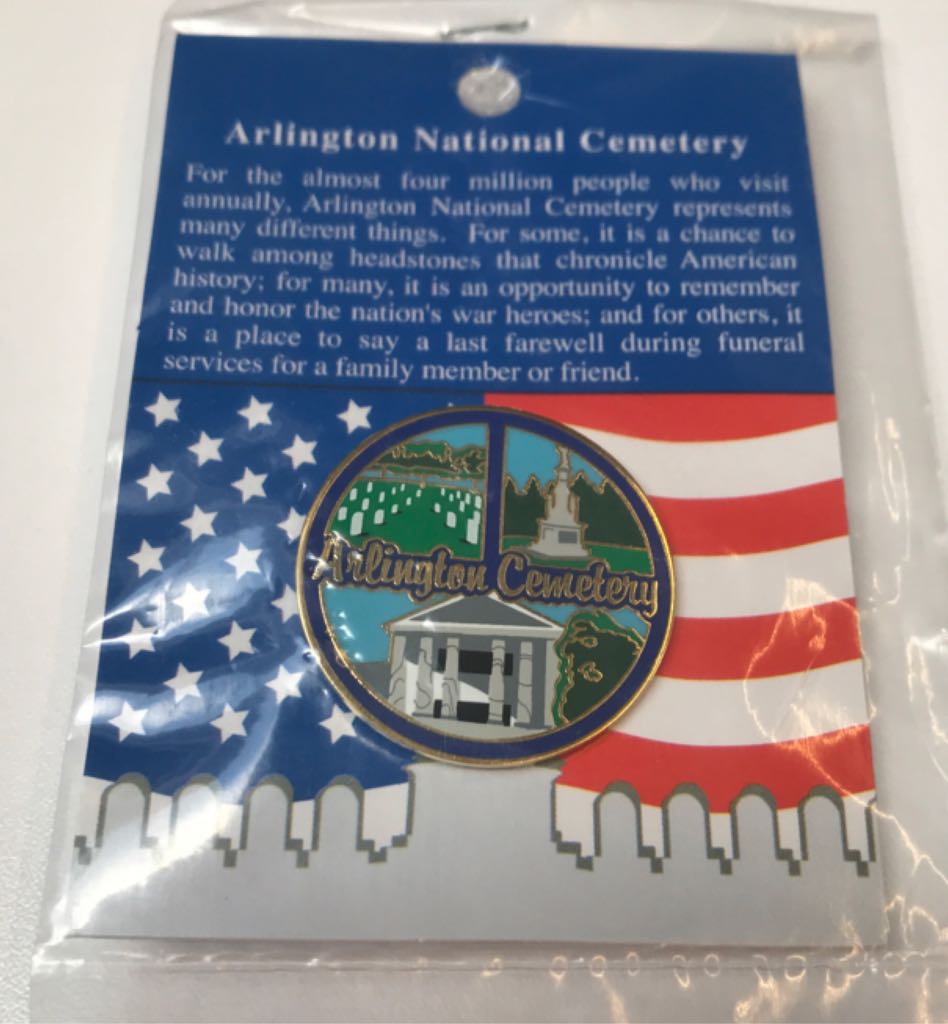 Arlington National Cemetery
For the almost four million people who visit
annually, Arlington National Cemetery represents
many different things. For some, it is a chance to
walk among headstones that chronicle American
history; for many, it is an opportunity to remember
and honor the nation's war heroes; and for others, it
is a place to say a last farewell during funeral
services for a family member or friend.
Arlington Cemetery